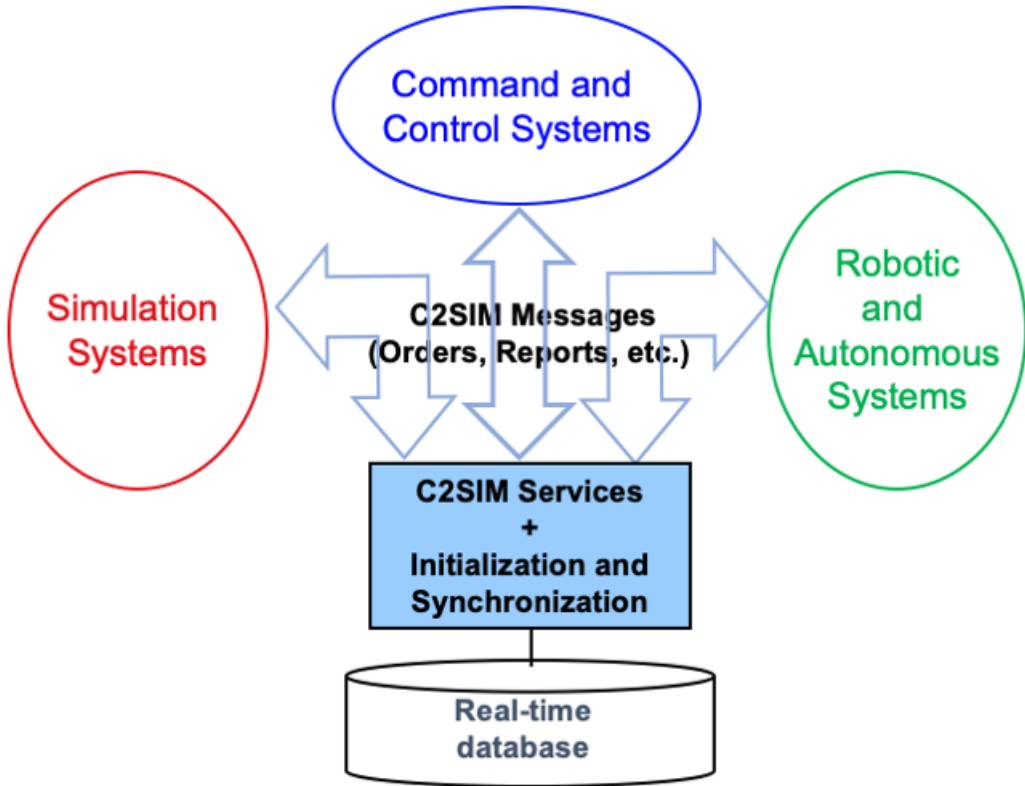 Command and
Control Systems
Simulation
Systems
C2SIM Messages
(Orders, Reports, etc.)
Robotic
and
Autonomous
Systems
C2SIM Services
+
Initialization and
Synchronization
Real-time
database